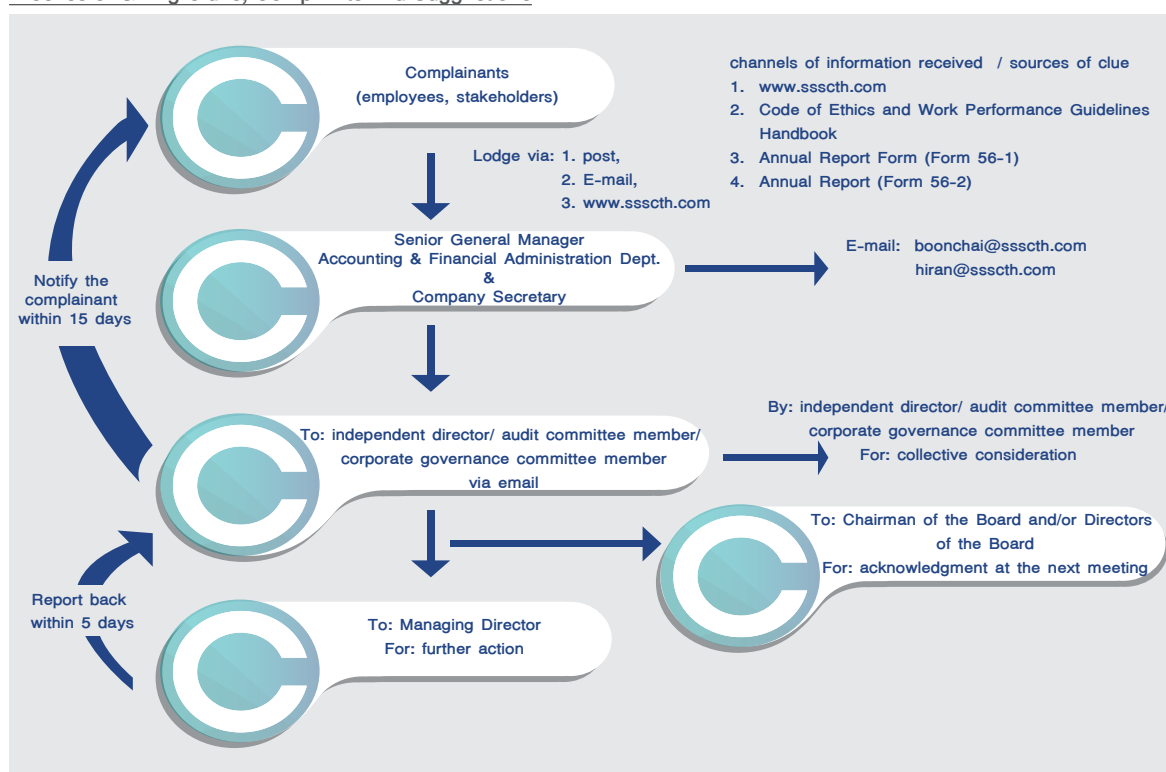 Complainants
(employees, stakeholders)
channels of information received / sources of clue
1. www.ssscth.com
2. Code of Ethics and Work Performance Guidelines
Handbook
3. Annual Report Form (Form 56-1)
4. Annual Report (Form 56-2)
Lodge via: 1. post,
2. E-mail,
3. www.ssscth.com
Senior General Manager
Accounting & Financial Administration Dept.
&
Company Secretary
E-mail: boonchai@ssscth.com
hiran@ssscth.com
Notify the
complainant
within 15 days
To: independent director/ audit committee member/
corporate governance committee member
via email
By: independent director/ audit committee member/
corporate governance committee member
For: collective consideration
To: Chairman of the Board and/or Directors
of the Board
For: acknowledgment at the next meeting
Report back
within 5 days
To: Managing Director
For: further action